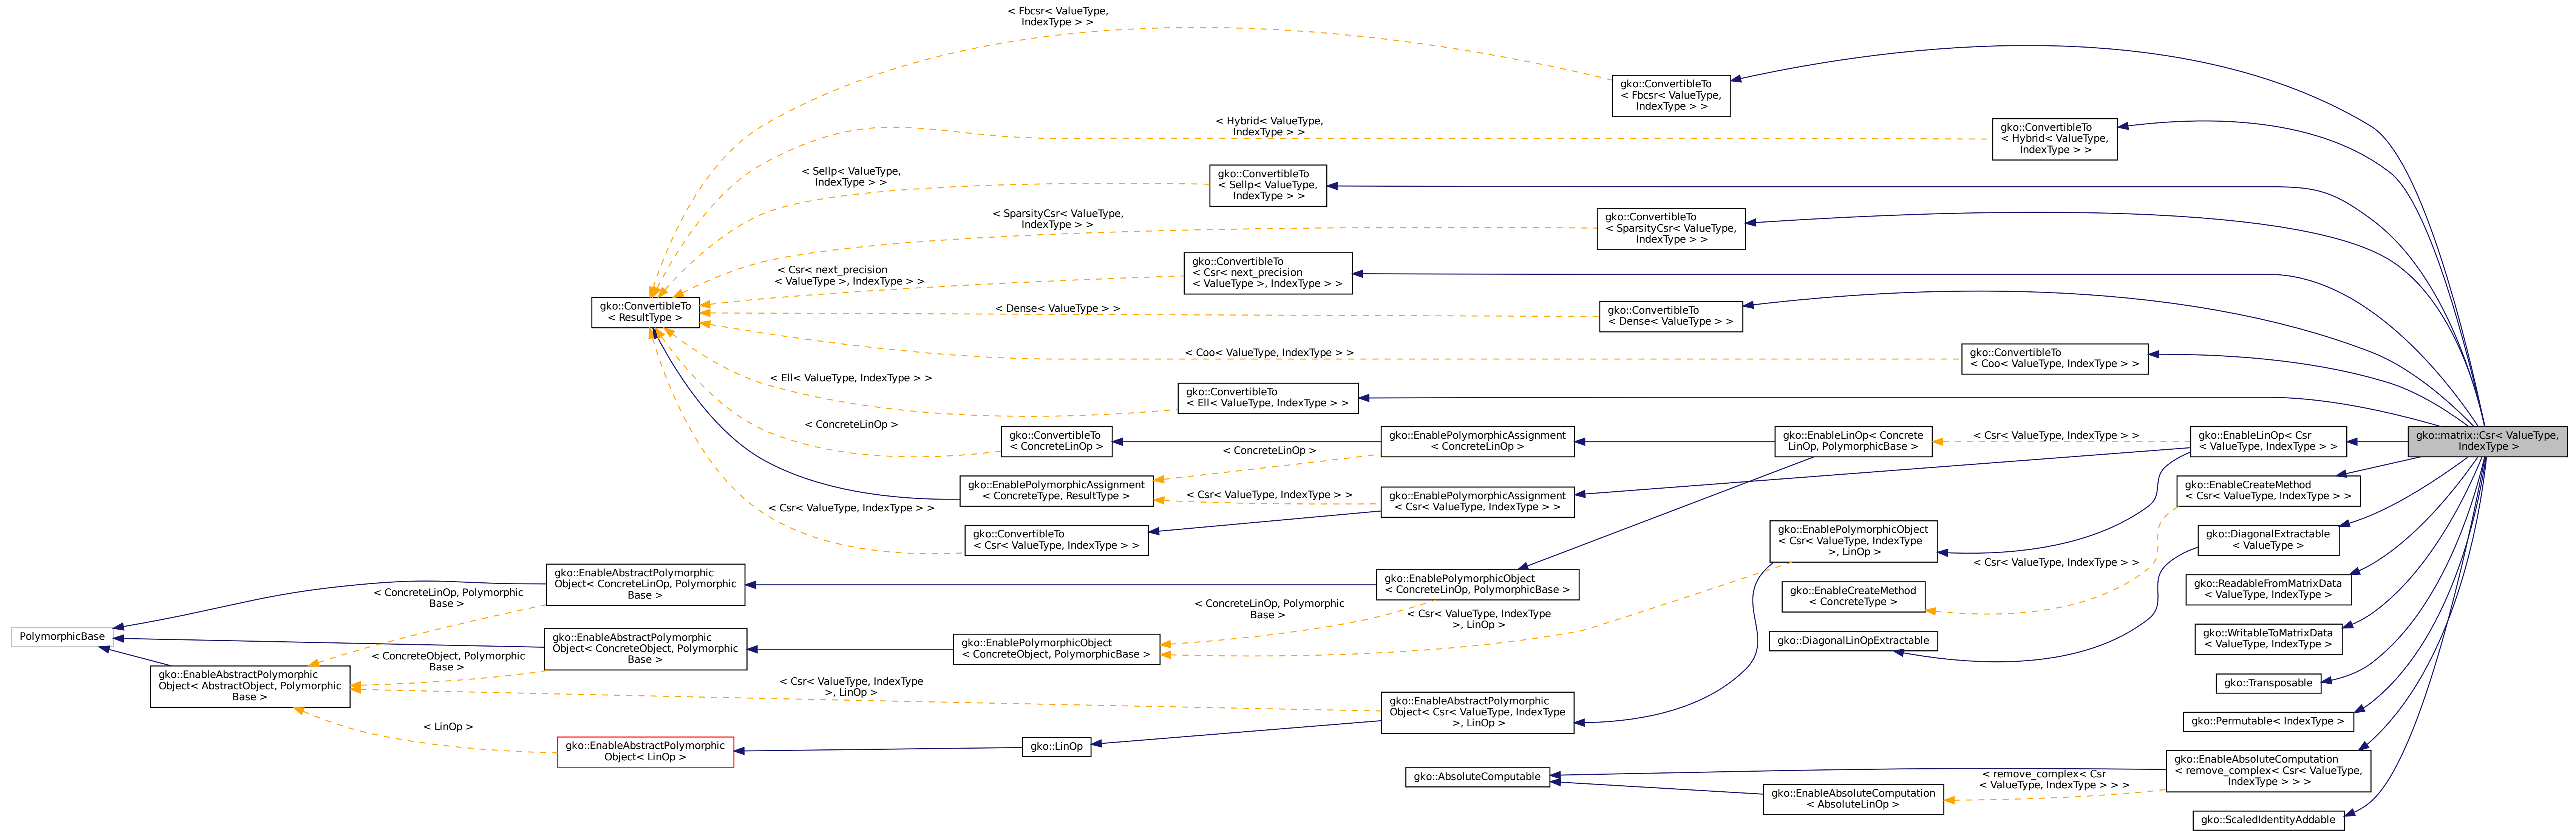 < Fbcsr< ValueType,
IndexType > >
gko::ConvertibleTo
< Fbcsr< ValueType,
IndexType > >
< Hybrid< ValueType,
IndexType > >
gko::ConvertibleTo
< Hybrid< ValueType,
IndexType > >
< Sellp< ValueType,
IndexType > >
gko::ConvertibleTo
< Sellp< ValueType,
IndexType > >
< SparsityCsr< ValueType,
IndexType > >
gko::ConvertibleTo
< SparsityCsr< ValueType,
IndexType > >
< Csr< next_precision
< ValueType >, IndexType > >
gko::ConvertibleTo
< Csr< next_precision
< ValueType >, IndexType > >
gko::ConvertibleTo
< ResultType >
< Dense< ValueType > >
gko::ConvertibleTo
< Dense< ValueType > >
< Coo< ValueType, IndexType > >
gko::ConvertibleTo
< Coo< ValueType, IndexType > >
< Ell< ValueType, IndexType > >
gko::ConvertibleTo
< Ell< ValueType, IndexType > >
< ConcreteLinOp >
gko::ConvertibleTo
< ConcreteLinOp >
gko::EnablePolymorphicAssignment
< ConcreteLinOp >
gko::EnableLinOp< Concrete
LinOp, PolymorphicBase >
< Csr< ValueType, IndexType > >
gko::EnableLinOp< Csr
< ValueType, IndexType > >
gko::matrix::Csr< ValueType,
IndexType >
< ConcreteLinOp >
gko::EnablePolymorphicAssignment
< ConcreteType, ResultType >
< Csr< ValueType, IndexType > >
gko::EnablePolymorphicAssignment
< Csr< ValueType, IndexType > >
gko::EnableCreateMethod
< Csr< ValueType, IndexType > >
< Csr< ValueType, IndexType > >
gko::ConvertibleTo
< Csr< ValueType, IndexType > >
gko::EnablePolymorphicObject
< Csr< ValueType, IndexType
>, LinOp >
gko::DiagonalExtractable
< ValueType >
< Csr< ValueType, IndexType > >
gko::EnableAbstractPolymorphic
Object< ConcreteLinOp, Polymorphic
Base >
gko::EnablePolymorphicObject
< ConcreteLinOp, PolymorphicBase >
gko::EnableCreateMethod
< ConcreteType >
gko::ReadableFromMatrixData
< ValueType, IndexType >
< ConcreteLinOp, Polymorphic
Base >
< ConcreteLinOp, Polymorphic
Base >
< Csr< ValueType, IndexType
>, LinOp >
PolymorphicBase
gko::EnableAbstractPolymorphic
Object< ConcreteObject, Polymorphic
Base >
gko::EnablePolymorphicObject
< ConcreteObject, PolymorphicBase >
gko::DiagonalLinOpExtractable
gko::WritableToMatrixData
< ValueType, IndexType >
< ConcreteObject, Polymorphic
Base >
gko::EnableAbstractPolymorphic
Object< AbstractObject, Polymorphic
Base >
< Csr< ValueType, IndexType
>, LinOp >
gko::Transposable
gko::EnableAbstractPolymorphic
Object< Csr< ValueType, IndexType
>, LinOp >
gko::Permutable< IndexType >
< LinOp >
gko::EnableAbstractPolymorphic
Object< LinOp >
gko::LinOp
gko::AbsoluteComputable
gko::EnableAbsoluteComputation
< remove_complex< Csr< ValueType,
IndexType > > >
< remove_complex< Csr
< ValueType, IndexType > > >
gko::EnableAbsoluteComputation
< AbsoluteLinOp >
gko::ScaledIdentityAddable